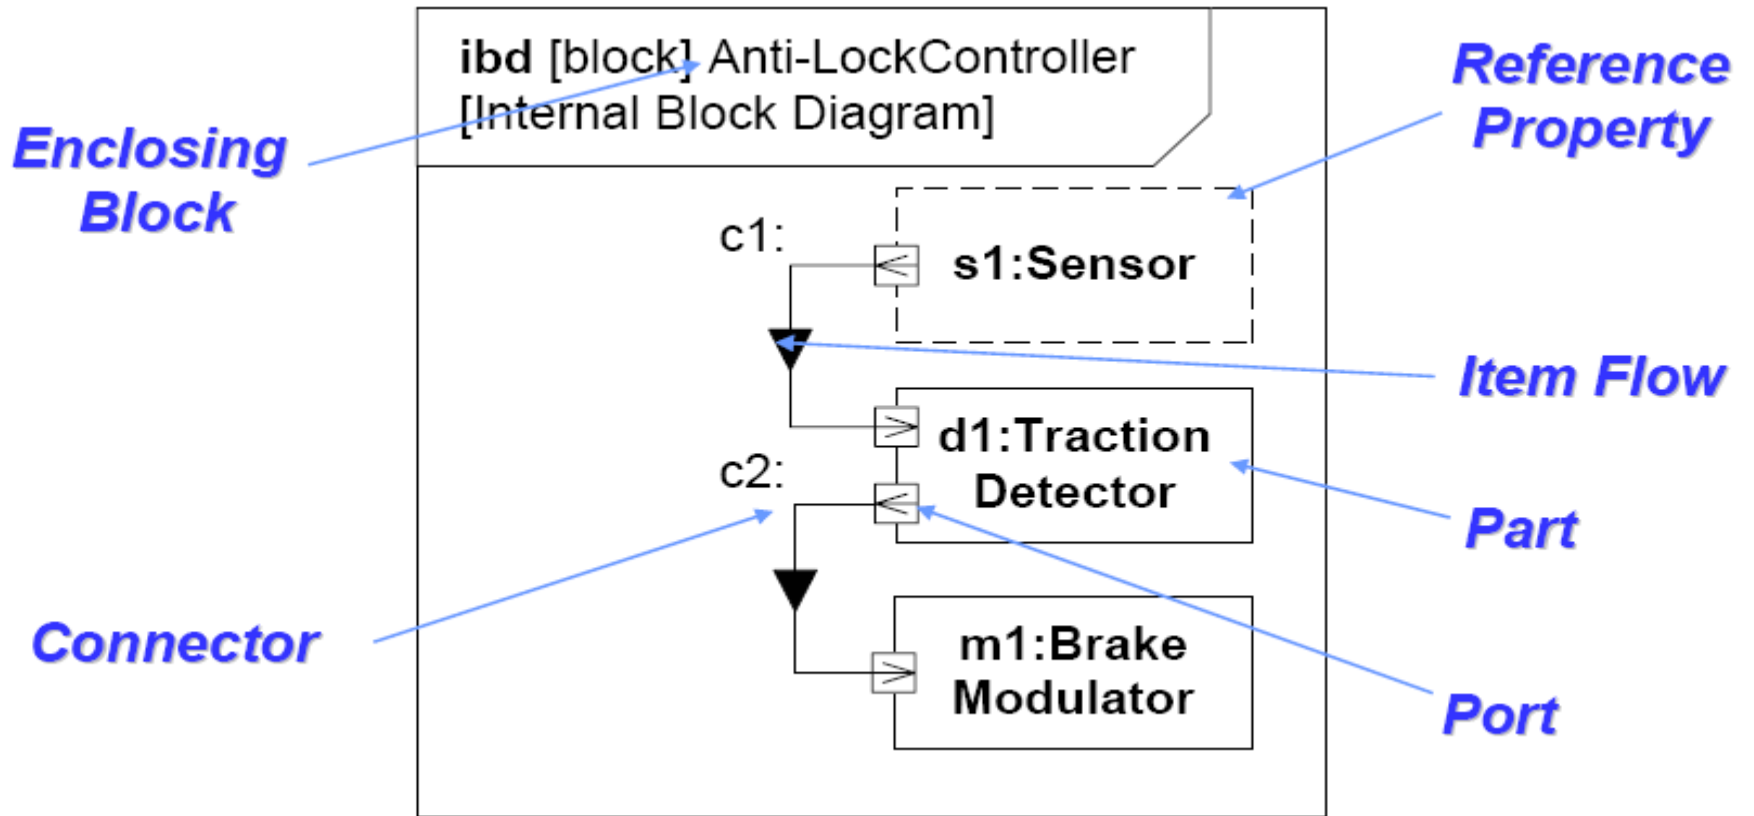 ibd [block] Anti-LockController
[Internal Block Diagram]
Reference
Property
Enclosing
Block
c1:
s1:Sensor
Item Flow
d1:Traction
Detector
c2:
Part
Connector
m1:Brake
Modulator
Port